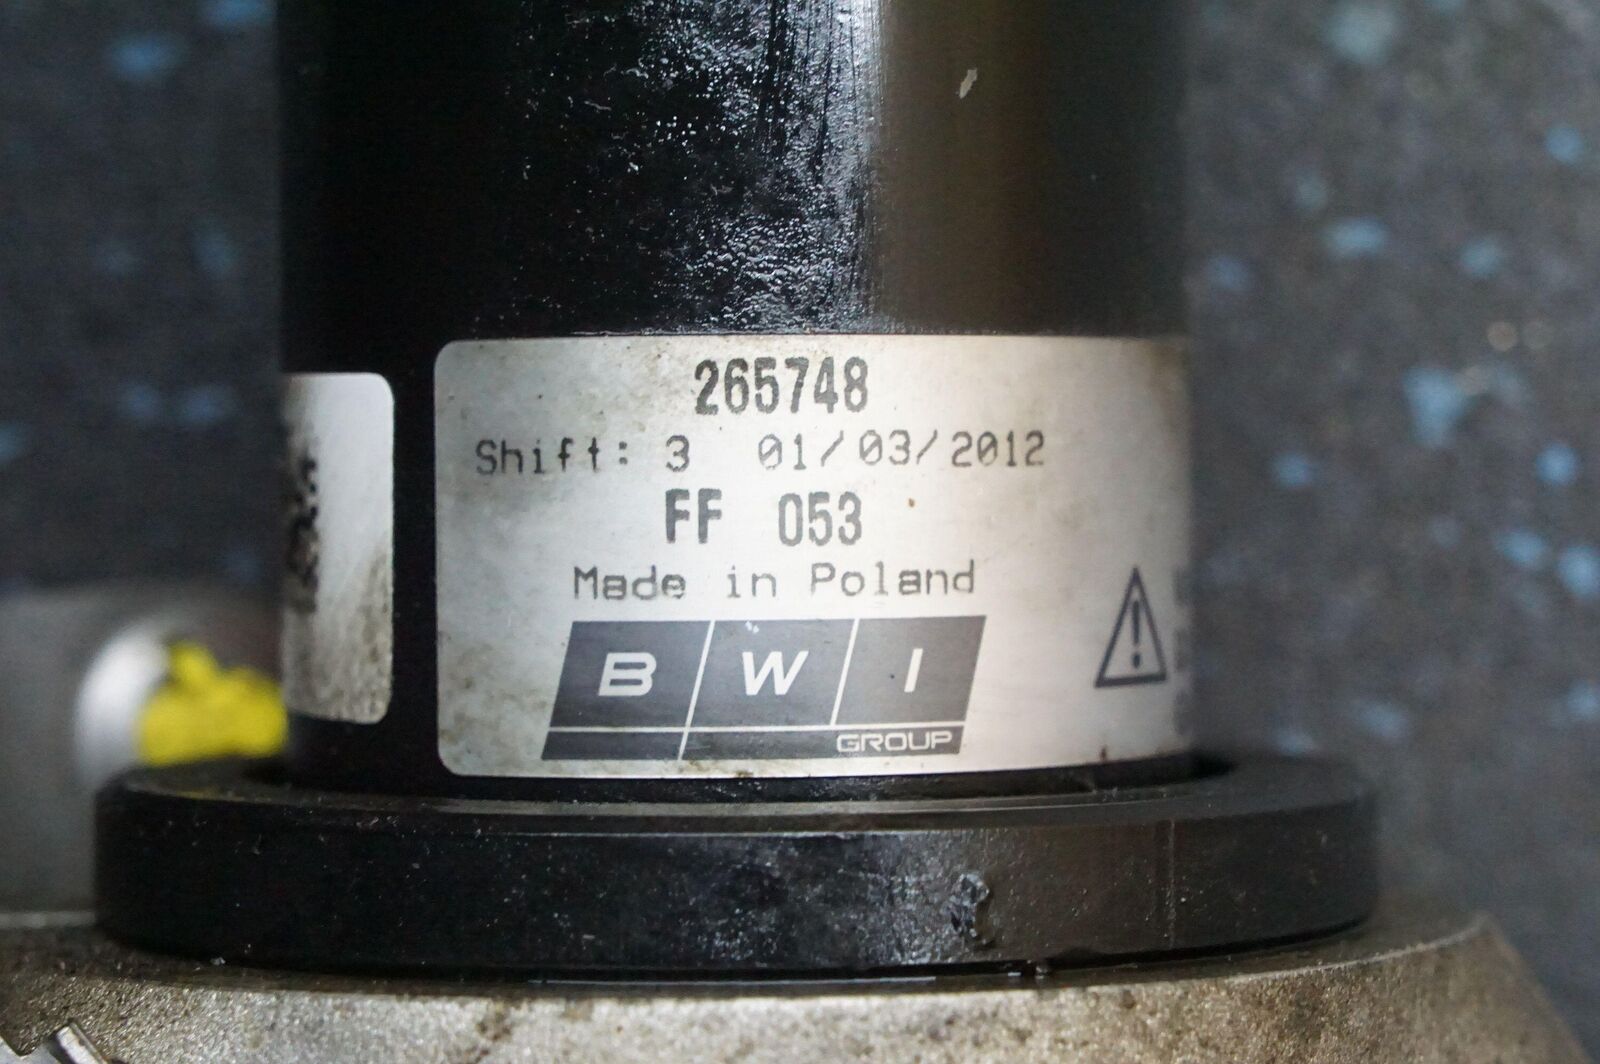 265748
Shift: 3 01/03/2012
FF 053
Made in Poland
BWI
GROUP